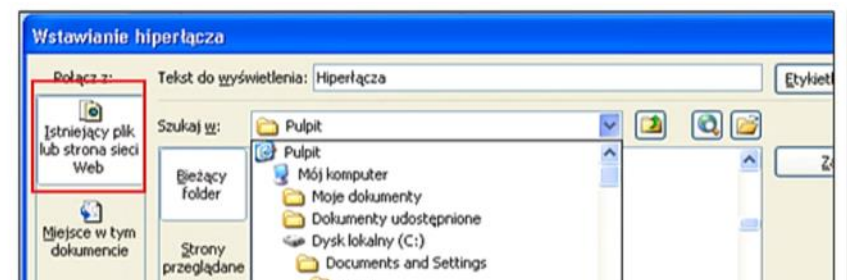 Wstawianie hiperłącza
Połącz z:
Tekst do wyświetlenia: Hiperłącza
Istniejący plik
lub strona sieci
Web
Szukaj w:
Pulpit
Pulpit
Mój komputer
Moje dokumenty
Dokumenty udostępnione
Dysk lokalny (C:)
Documents and Settings
Bieżący
folder
Miejsce w tym
dokumencie
Strony
przeglądane